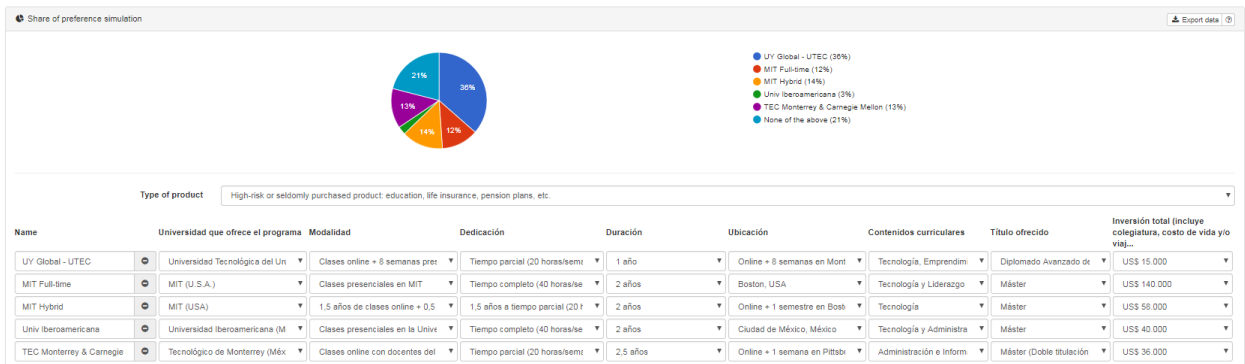 Share of preference simulation
Export data
UY Global - UTEC (36%)
MIT Full-time (12%)
MIT Hybrid (14%)
Univ Iberoamericana (3%)
TEC Monterrey & Carnegie Mellon (13%)
None of the above (21%)
21%
36%
13%
14%
12%
Type of product
High-risk or seldomly purchased product: education, life insurance, pension plans, etc.
Name Universidad que ofrece el programa Modalidad Dedicación Duración Ubicación Contenidos curriculares Título ofrecido Inversión total (incluye colegiatura, costo de vida y/o viaj...
UY Global - UTEC Universidad Tecnológica del Un Clases online + 8 semanas pres Tiempo parcial (20 horas/sema 1 año Online + 8 semanas en Mont Tecnología, Emprendimi Diplomado Avanzado de US$ 15.000
MIT Full-time MIT (U.S.A.) Clases presenciales en MIT Tiempo completo (40 horas/se 2 años Boston, USA Tecnología y Liderazgo Máster US$ 140.000
MIT Hybrid MIT (USA) 1,5 años de clases online + 0,5 1,5 años a tiempo parcial (20 h 2 años Online + 1 semestre en Bost Tecnología Máster US$ 58.000
Univ Iberoamericana Universidad Iberoamericana (M Clases presenciales en la Unive Tiempo completo (40 horas/se 2 años Ciudad de México, México Tecnología y Administra Máster US$ 40.000
TEC Monterrey & Carnegie Tecnológico de Monterrey (Méx Clases online con docentes del Tiempo parcial (20 horas/sema 2,5 años Online + 1 semana en Pittsb Administración e Inform Máster (Doble titulación US$ 36.000